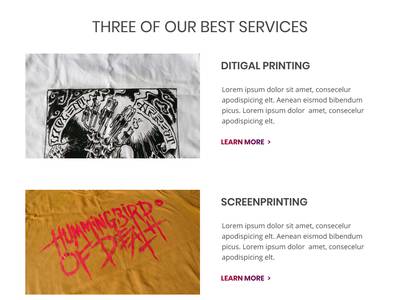 THREE OF OUR BEST SERVICES
DITIGAL PRINTING
Lorem ipsum dolor sit amet, consecelur
apodispicing elt. Aenean eismod bibendum
picus. Lorem ipsum dolor  amet, consecelur
apodispicing elt.
LEARN MORE >
HUMMINGBIRD
OF DEATH
SCREENPRINTING
Lorem ipsum dolor sit amet, consecelur
apodispicing elt. Aenean eismod bibendum
picus. Lorem ipsum dolor  amet, consecelur
apodispicing elt.
LEARN MORE >